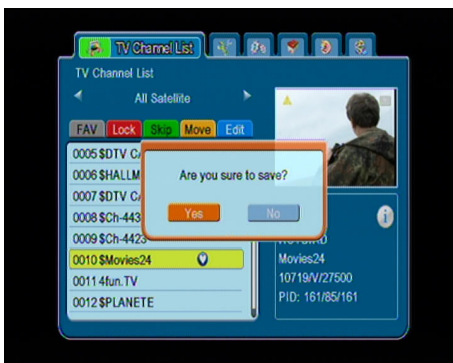 TV Channel List
TV Channel List
All Satellite
FAV Lock Skip Move Edit
0005 $DTV
0006 $HALLM
0007 $DTV
0008 $Ch-443
0009 $Ch-4423
0010 $Movies24
0011 4fun.TV
0012 $PLANETE
Are you sure to save?
Yes No
Movies24
10719/V/27500
PID: 161/85/161